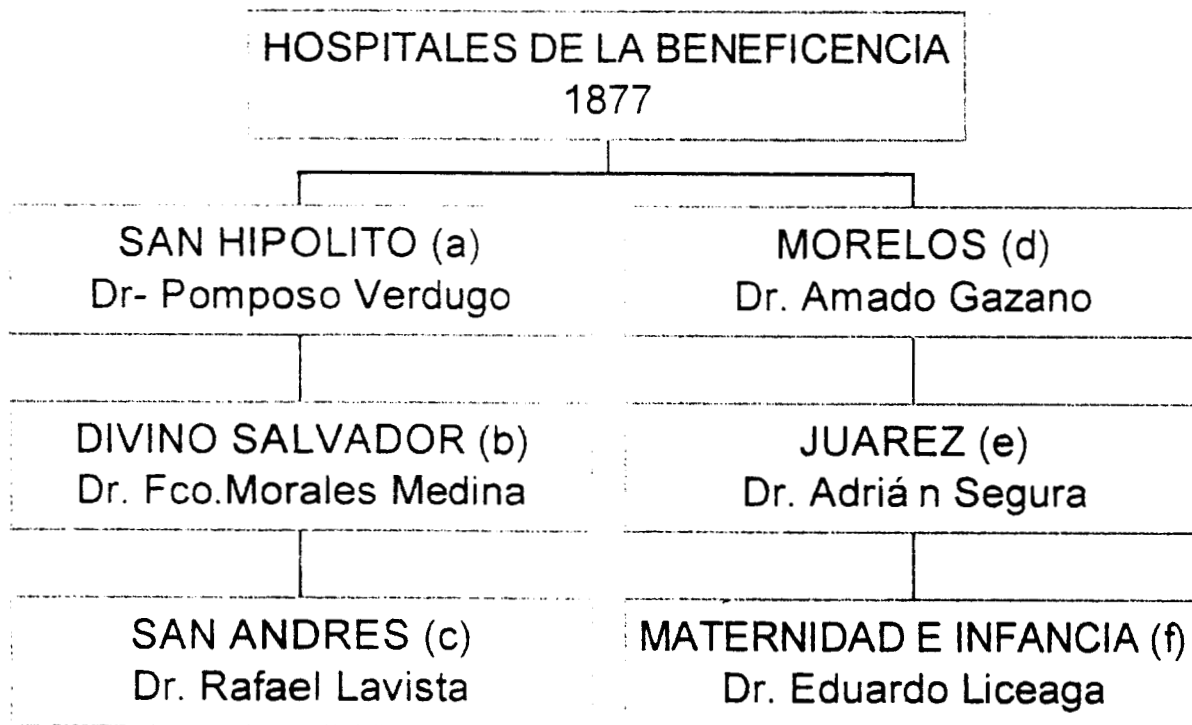 HOSPITALES DE LA BENEFICENCIA
1877
SAN HIPOLITO (a)
Dr- Pomposo Verdugo
DIVINO SALVADOR (b)
Dr. Fco.Morales Medina
SAN ANDRES (c)
Dr. Rafael Lavista
MORELOS (d)
Dr. Amado Gazano
JUAREZ (e)
Dr. Adriá n Segura
MATERNIDAD E INFANCIA (f)
Dr. Eduardo Liceaga